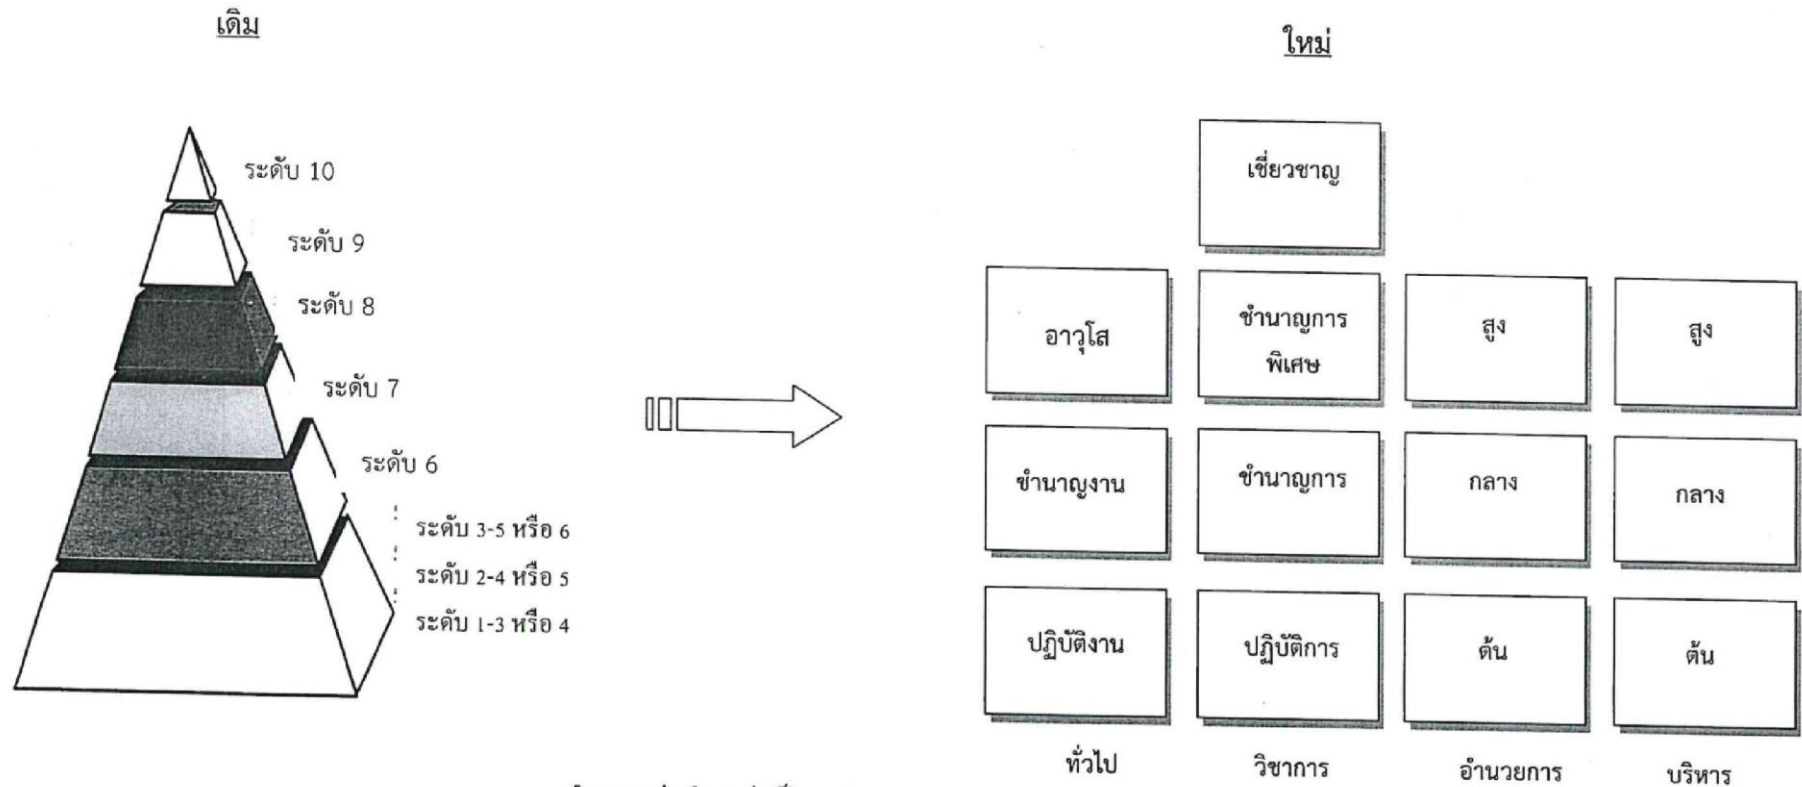 เดิม
ระดับ 10
ระดับ 9
ระดับ 8
ระดับ 7
ระดับ 6
ระดับ 3-5 หรือ 6
ระดับ 2-4 หรือ 5
ระดับ 1-3 หรือ 4
ใหม่
เชี่ยวชาญ
อาวุโส
ชำนาญการ
พิเศษ
สูง
สูง
ชำนาญงาน
ชำนาญการ
กลาง
กลาง
ปฏิบัติงาน
ปฏิบัติการ
ต้น
ต้น
ทั่วไป
วิชาการ
อำนวยการ
บริหาร